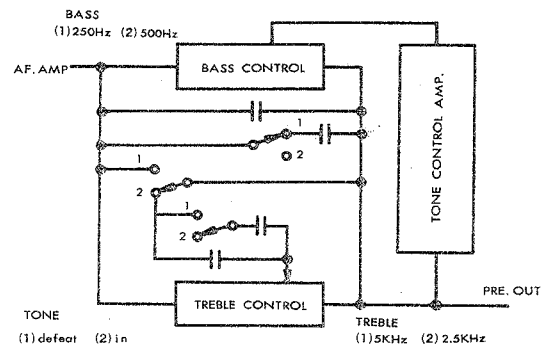 BASS
(1) 250Hz (2) 500Hz
AF. AMP
BASS CONTROL
TONE CONTROL AMP.
1
2
1
2
1
2
TREBLE CONTROL
PRE. OUT
TONE
(1) defeat (2) in
TREBLE
(1) 5KHz (2) 2.5KHz